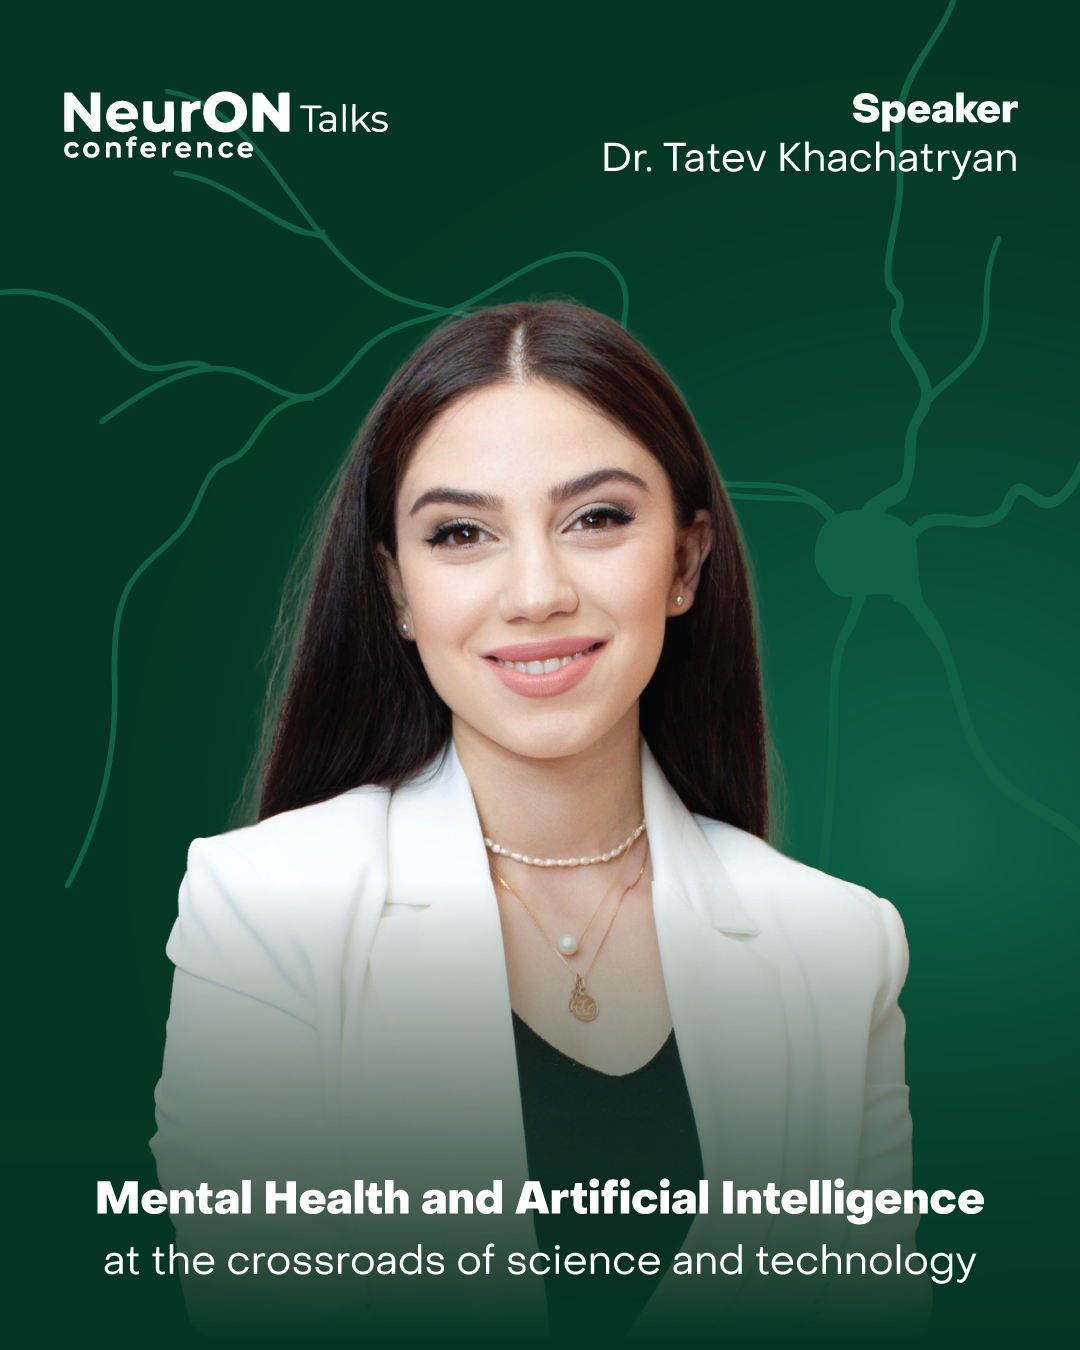 NeurON Talks
conference
Speaker
Dr. Tatev Khachatryan
Mental Health and Artificial Intelligence
at the crossroads of science and technology